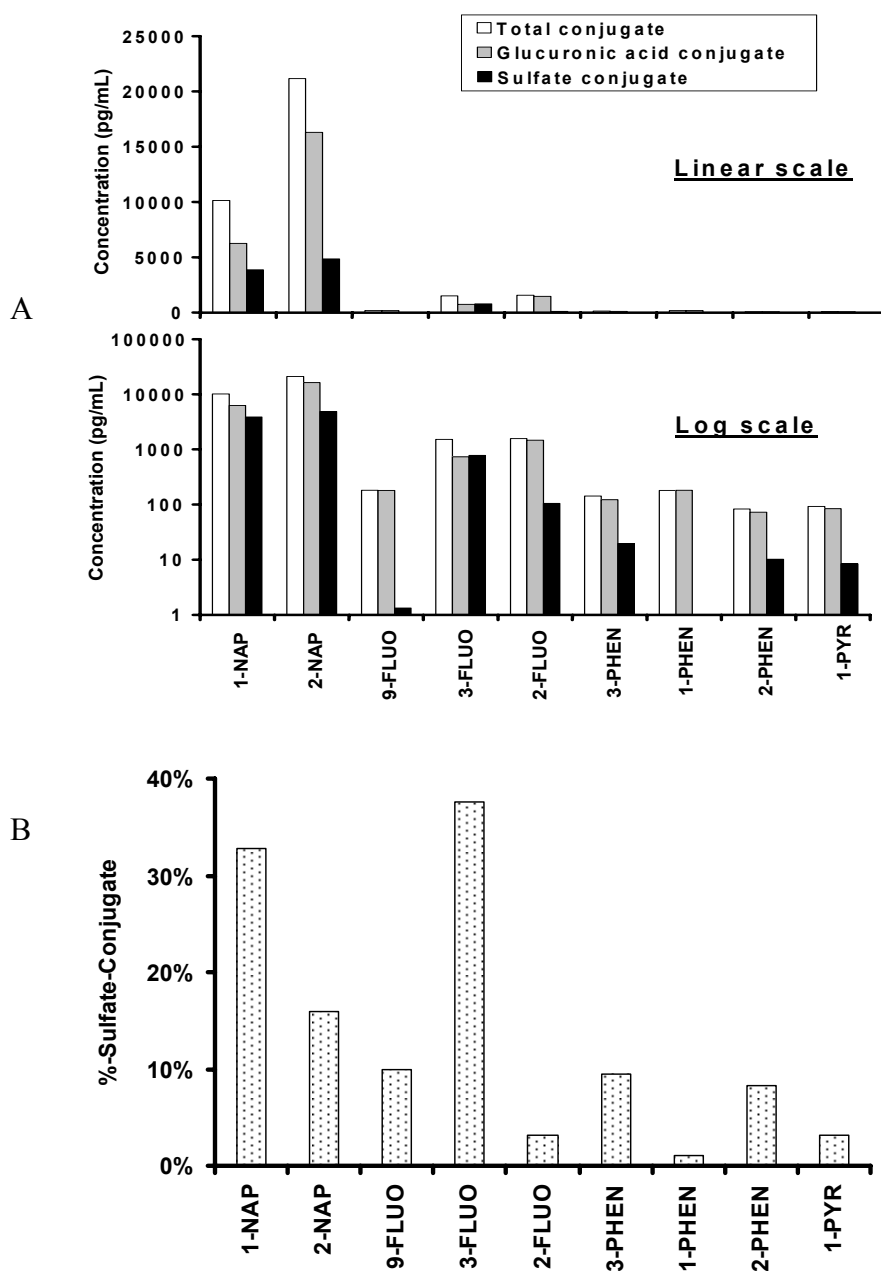 Total conjugate
Glucuronic acid conjugate
Sulfate conjugate
A
Concentration (pg/mL)
25000
20000
15000
10000
5000
0
Linear scale
Concentration (pg/mL)
100000
10000
1000
100
10
1
Log scale
1-NAP
2-NAP
9-FLUO
3-FLUO
2-FLUO
3-PHEN
1-PHEN
2-PHEN
1-PYR
B
%-Sulfate-Conjugate
40%
30%
20%
10%
0%
1-NAP
2-NAP
9-FLUO
3-FLUO
2-FLUO
3-PHEN
1-PHEN
2-PHEN
1-PYR